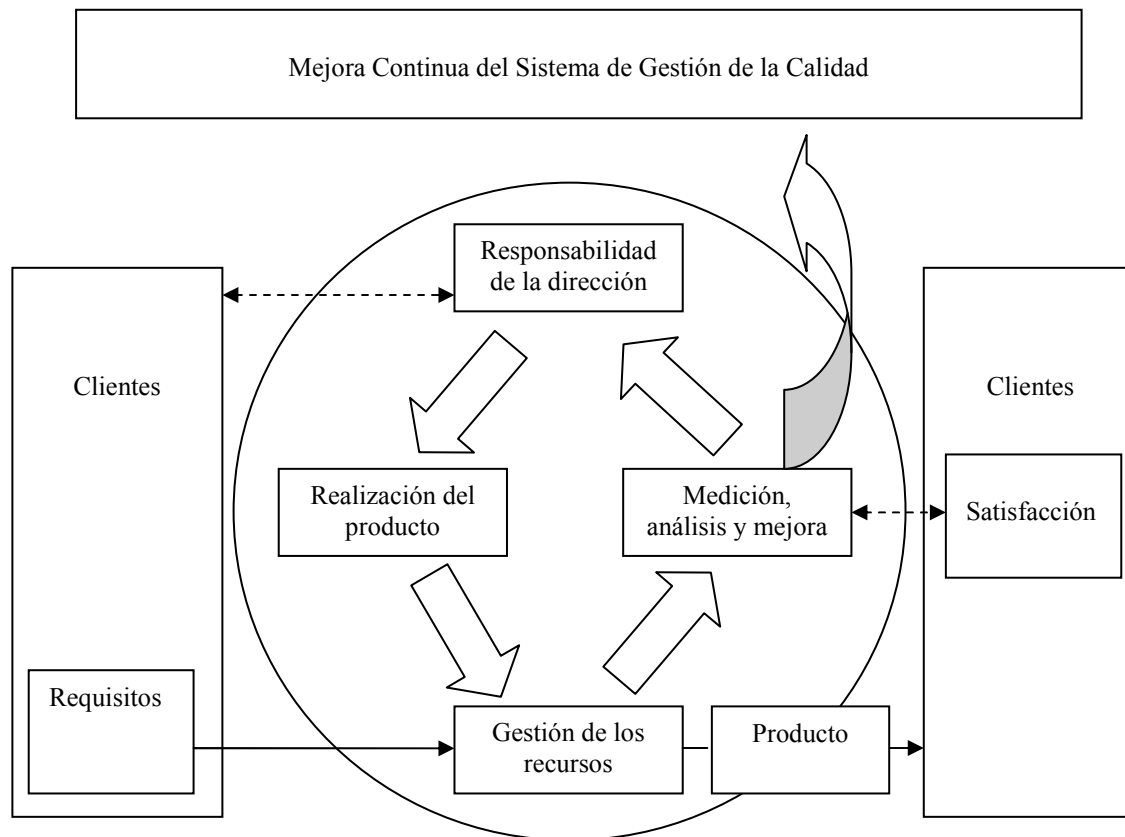 Mejora Continua del Sistema de Gestión de la Calidad
Responsabilidad
de la dirección
Clientes
Clientes
Realización del
producto
Medición,
análisis y mejora
Satisfacción
Requisitos
Gestión de los
recursos
Producto